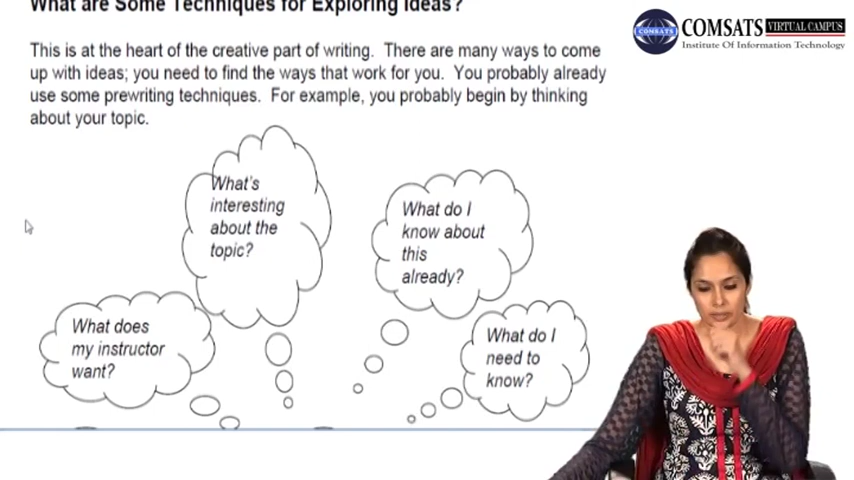 What are Some Techniques for Exploring Ideas?
COMSATS VIRTUAL CAMPUS
Institute Of Information Technology
This is at the heart of the creative part of writing. There are many ways to come
up with ideas; you need to find the ways that work for you. You probably already
use some prewriting techniques. For example, you probably begin by thinking
about your topic.
What's
interesting
about the
topic?
What do I
know about
this
already?
What does
my instructor
want?
What do I
need to
know?
COMSATS